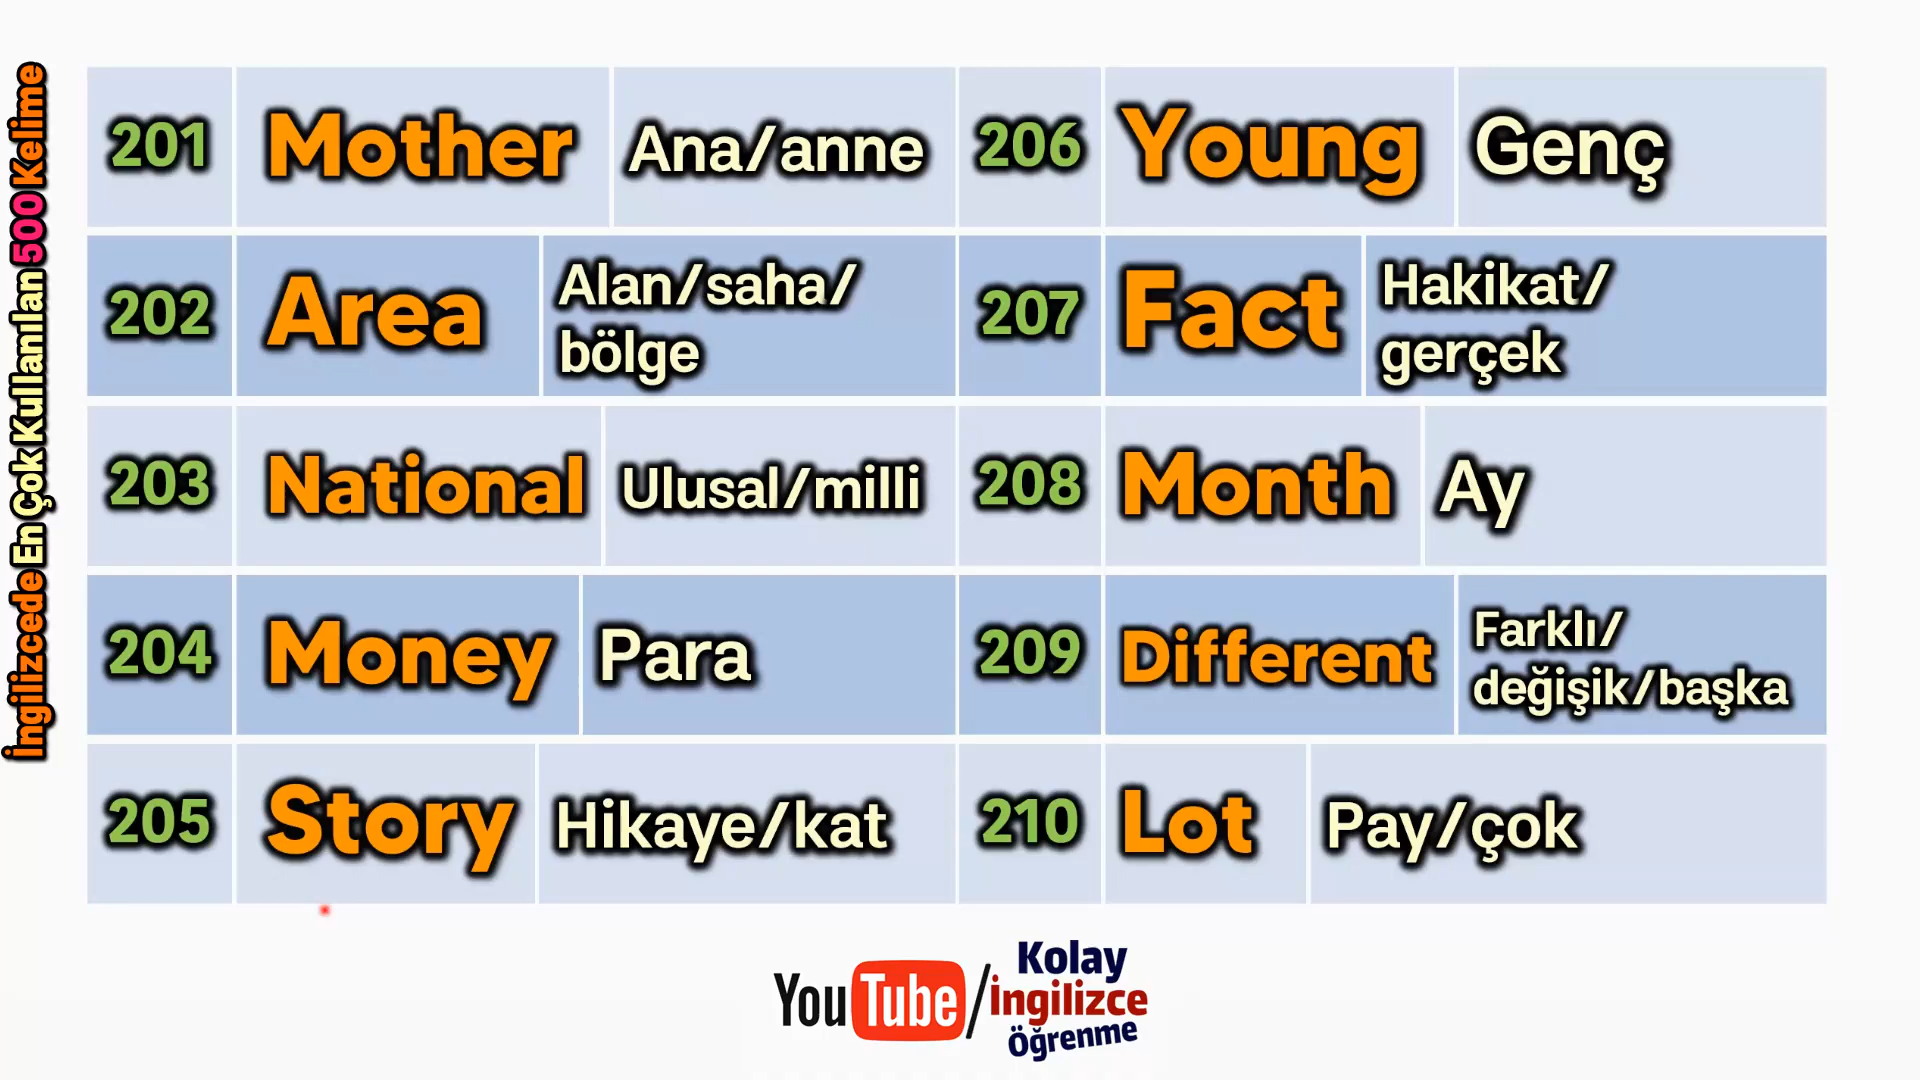 İngilizcede En Çok Kullanılan 500 Kelime
201 Mother Ana/anne
202 Area Alan/saha/
bölge
203 National Ulusal/milli
204 Money Para
205 Story Hikaye/kat
206 Young Genç
207 Fact Hakikat/
gerçek
208 Month Ay
209 Different Farklı/
değişik/başka
210 Lot Pay/çok
YouTube/Kolay
İngilizce
Öğrenme